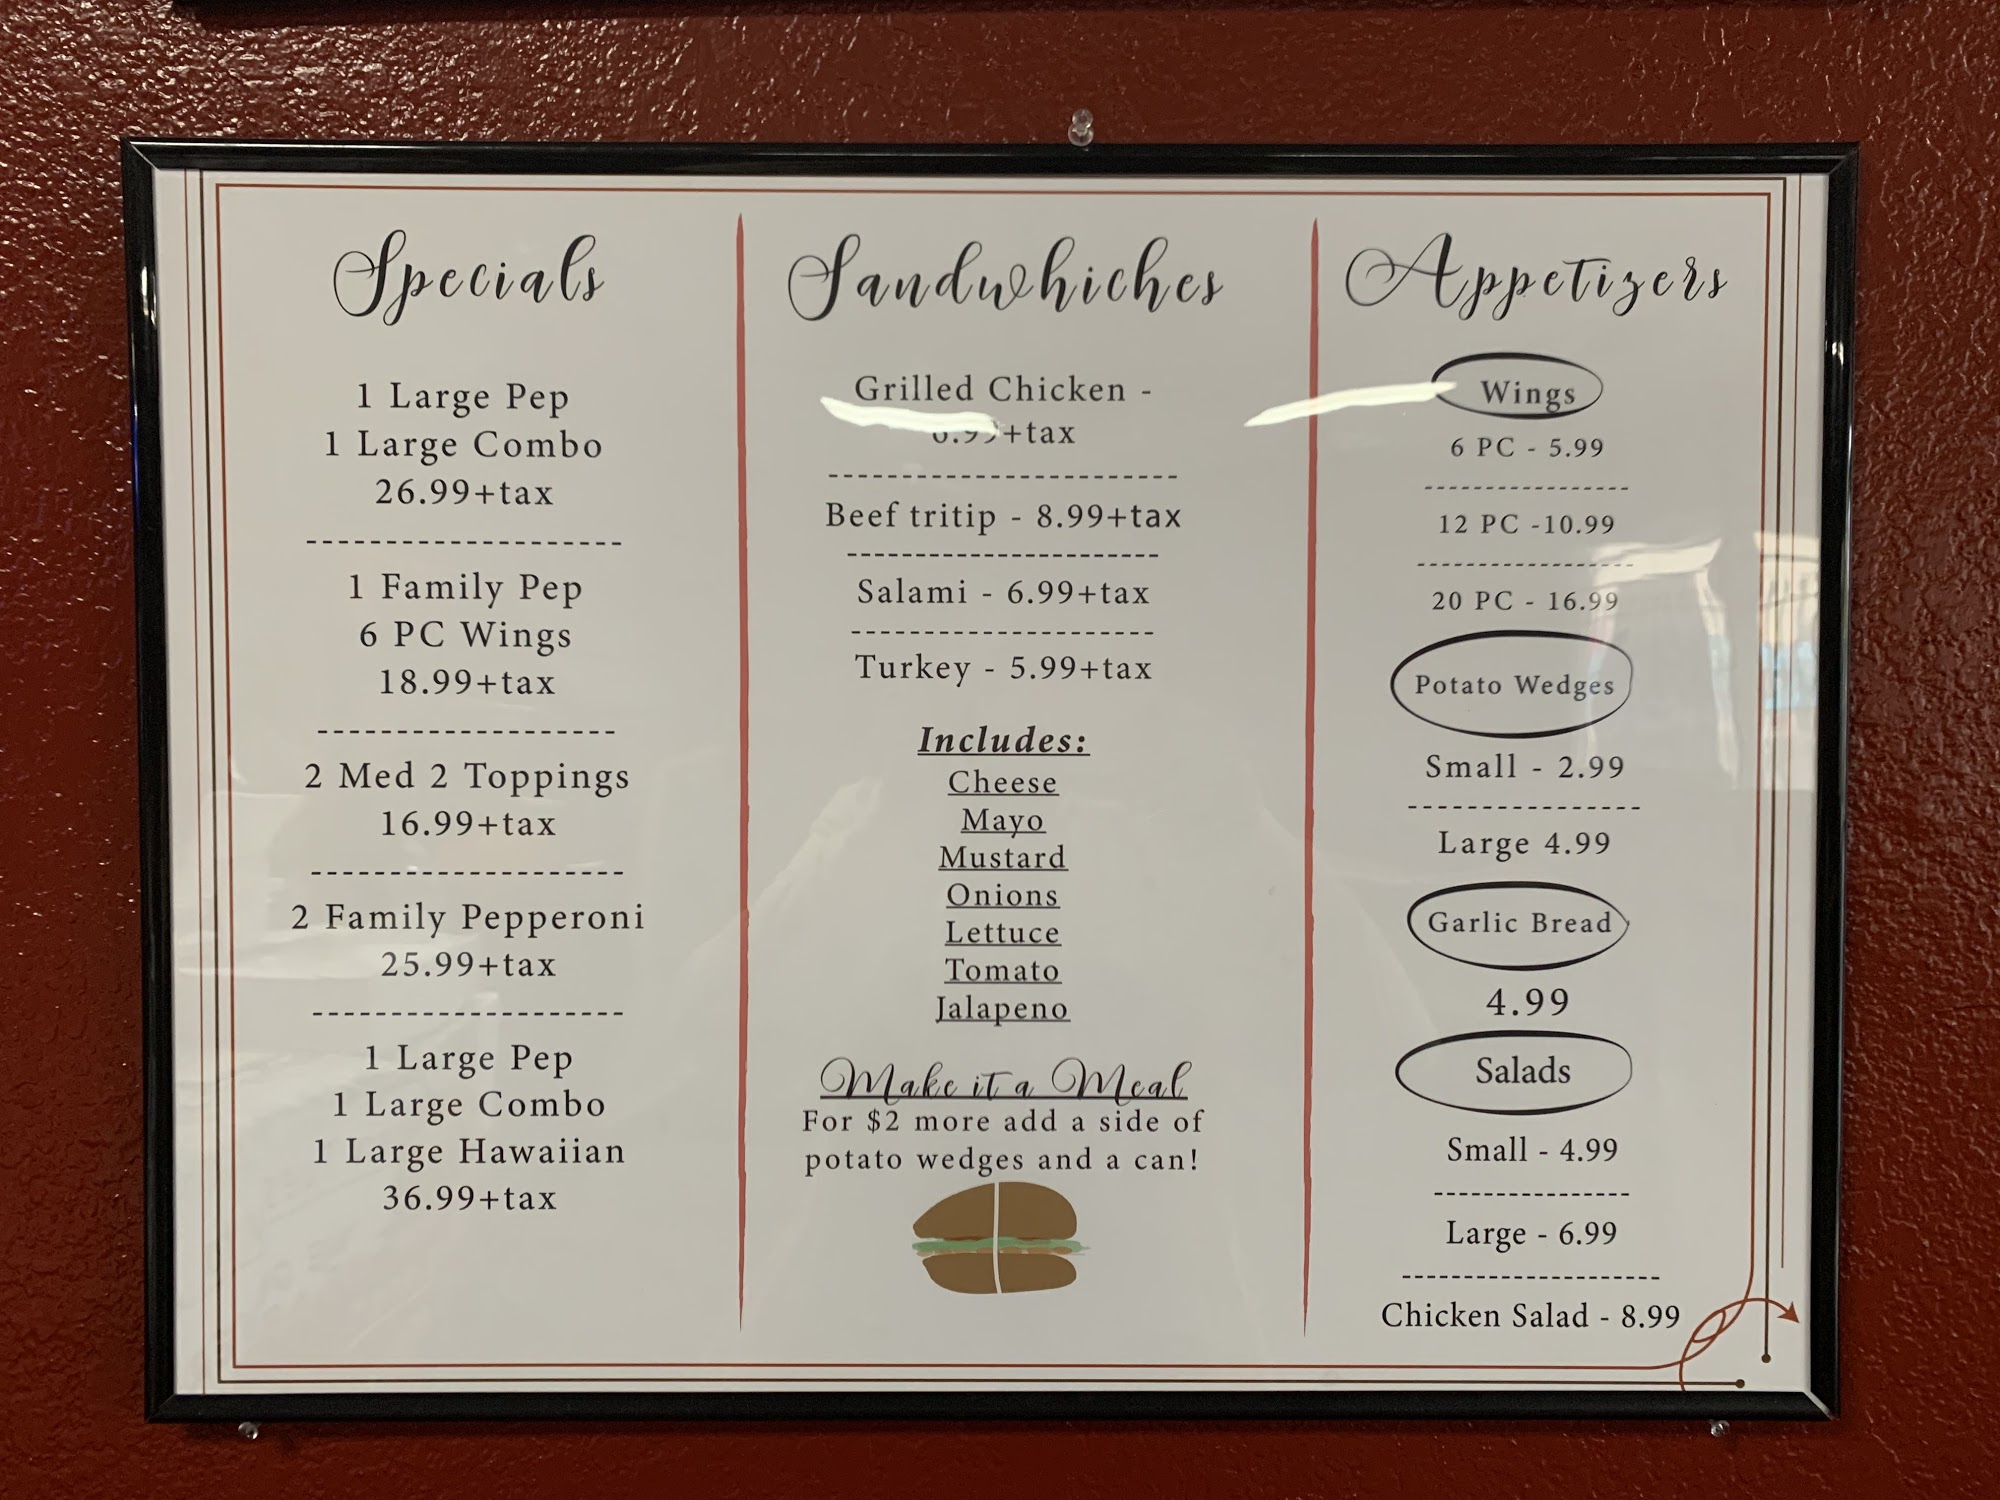 Specials
1 Large Pep
1 Large Combo
26.99+tax
1 Family Pep
6 PC Wings
18.99+tax
2 Med 2 Toppings
16.99+tax
2 Family Pepperoni
25.99+tax
1 Large Pep
1 Large Combo
1 Large Hawaiian
36.99+tax
Sandwhiches
Grilled Chicken -
+tax
Beef tritip - 8.99+tax
Salami - 6.99+tax
Turkey - 5.99+tax
Includes:
Cheese
Mayo
Mustard
Onions
Lettuce
Tomato
Jalapeno
Make it a Meal
For $2 more add a side of
potato wedges and a can!
Appetizers
Wings
6 PC - 5.99
12 PC -10.99
20 PC - 16.99
Potato Wedges
Small - 2.99
Large 4.99
Garlic Bread
4.99
Salads
Small - 4.99
Large - 6.99
Chicken Salad - 8.99